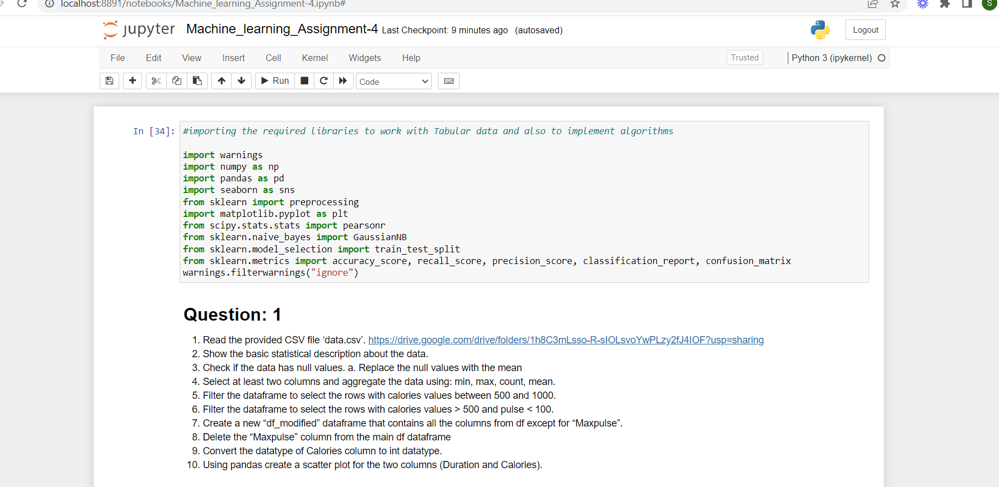 localhost:8891/notebooks/Machine_learning_Assignment-4.ipynb#
S
jupyter Machine_learning_Assignment-4 Last Checkpoint: 9 minutes ago (autosaved)
Logout
File Edit View Insert Cell Kernel Widgets Help
Trusted
Python 3 (ipykernel)
Run
Code
In [34]:
#importing the required libraries to work with Tabular data and also to implement algorithms
import warnings
import numpy as np
import pandas as pd
import seaborn as sns
from sklearn import preprocessing
import matplotlib.pyplot as plt
from scipy.stats.stats import pearsonr
from sklearn.naive_bayes import GaussianNB
from sklearn.model_selection import train_test_split
from sklearn.metrics import accuracy_score, recall_score, precision_score, classification_report, confusion_matrix
warnings.filterwarnings("ignore")
Question: 1
1. Read the provided CSV file ‘data.csv’. https://drive.google.com/drive/folders/1h8C3mLsso-R-sIOLsvoYwPLzy2fJ4IOF?usp=sharing
2. Show the basic statistical description about the data.
3. Check if the data has null values. a. Replace the null values with the mean
4. Select at least two columns and aggregate the data using: min, max, count, mean.
5. Filter the dataframe to select the rows with calories values between 500 and 1000.
6. Filter the dataframe to select the rows with calories values > 500 and pulse < 100.
7. Create a new “df_modified” dataframe that contains all the columns from df except for “Maxpulse”.
8. Delete the “Maxpulse” column from the main df dataframe
9. Convert the datatype of Calories column to int datatype.
10. Using pandas create a scatter plot for the two columns (Duration and Calories).